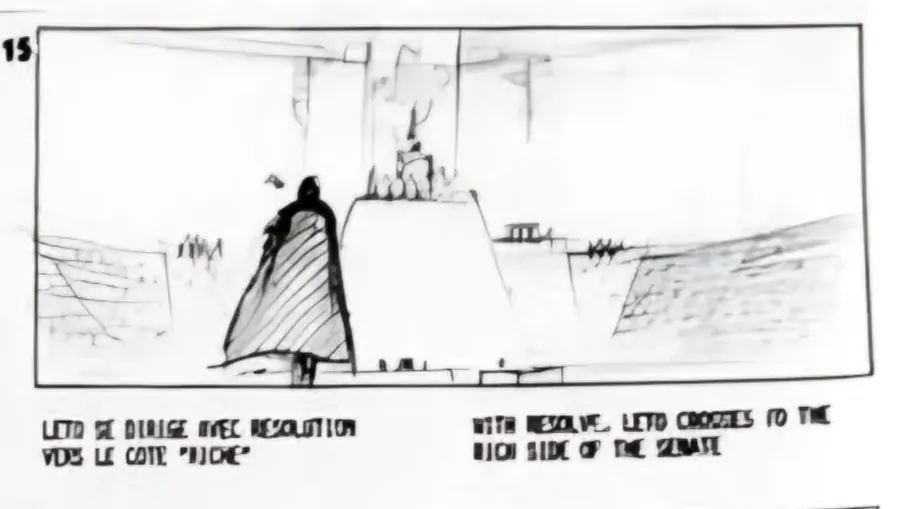 15
LETO SE DIRIGE AVEC RESOLUTION
VERS LE COTE "RICHE"
WITH RESOLVE, LETO CROSSES TO THE
RICH SIDE OF THE SENATE